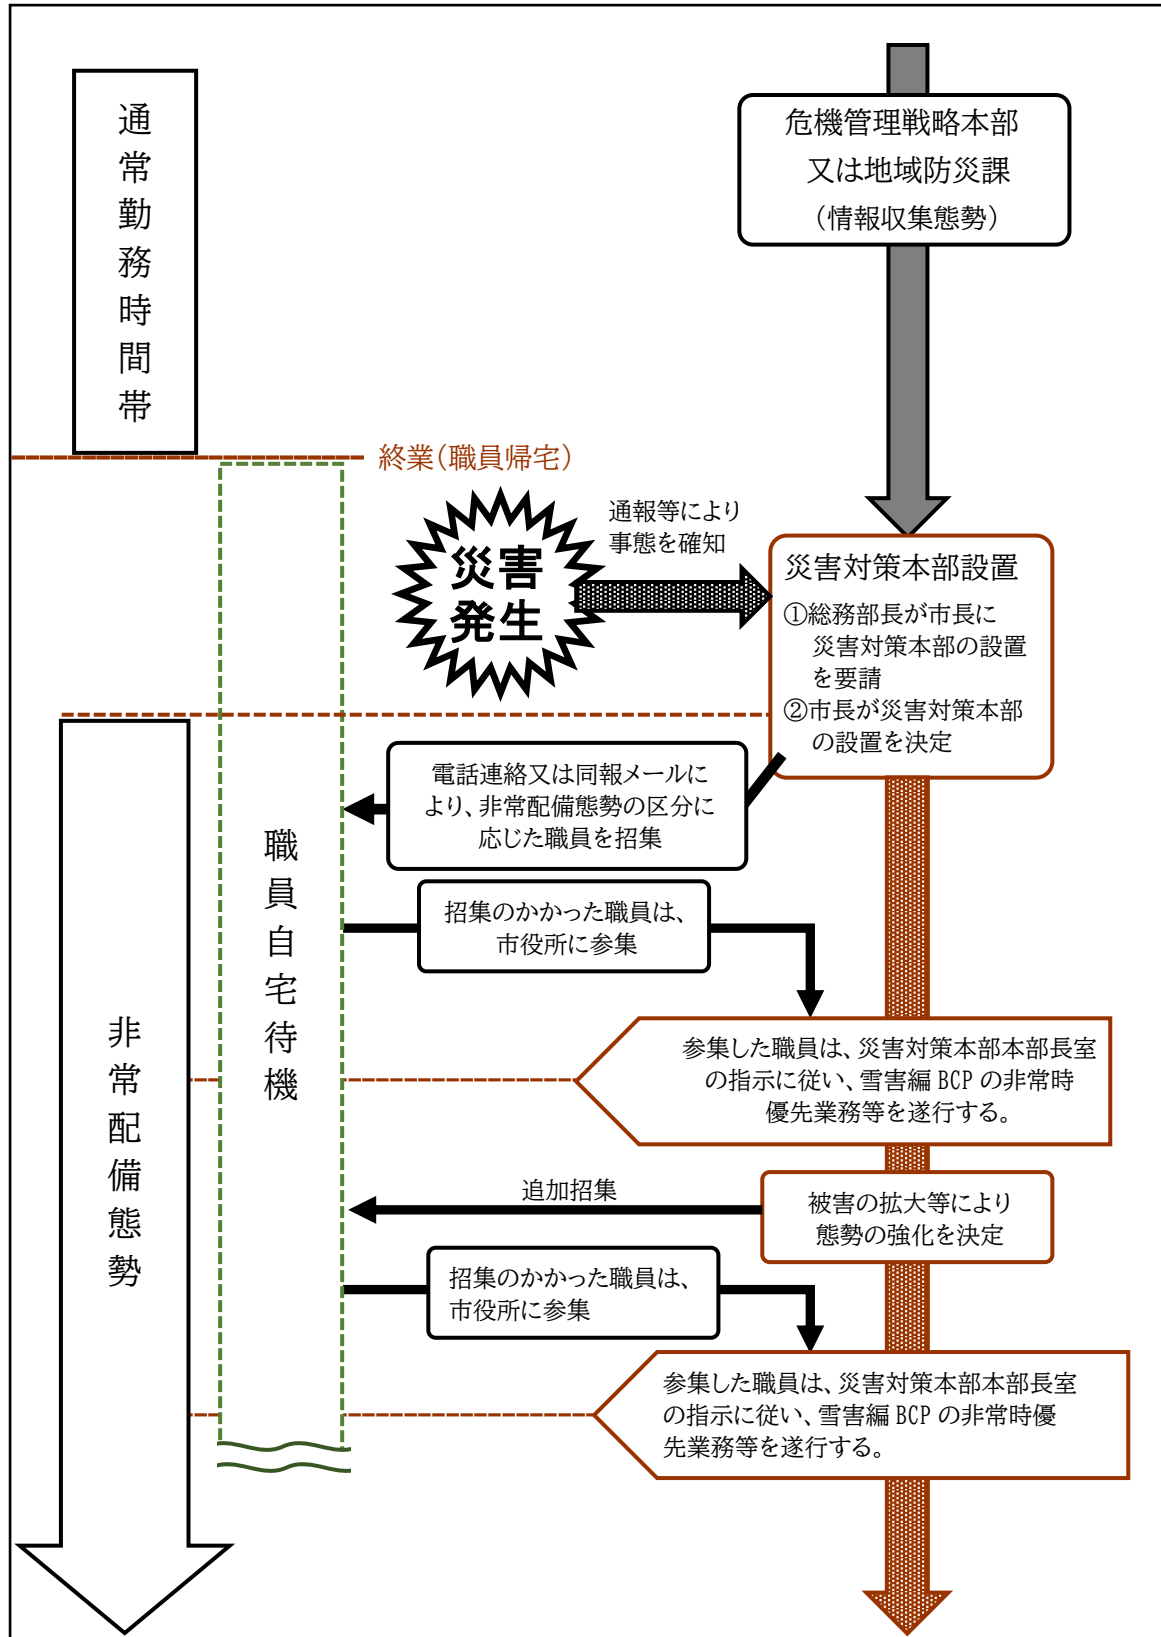 通常勤務時間帯
危機管理戦略本部
又は地域防災課
（情報収集態勢）
終業（職員帰宅）
災害
発生
通報等により
事態を確知
災害対策本部設置
①総務部長が市長に
災害対策本部の設置
を要請
②市長が災害対策本部
の設置を決定
電話連絡又は同報メールに
より、非常配備態勢の区分に
応じた職員を招集
職員自宅待機
招集のかかった職員は、
市役所に参集
非常配備態勢
参集した職員は、災害対策本部本部長室
の指示に従い、雪害編 BCP の非常時
優先業務等を遂行する。
追加招集
被害の拡大等により
態勢の強化を決定
招集のかかった職員は、
市役所に参集
参集した職員は、災害対策本部本部長室
の指示に従い、雪害編 BCP の非常時優
先業務等を遂行する。